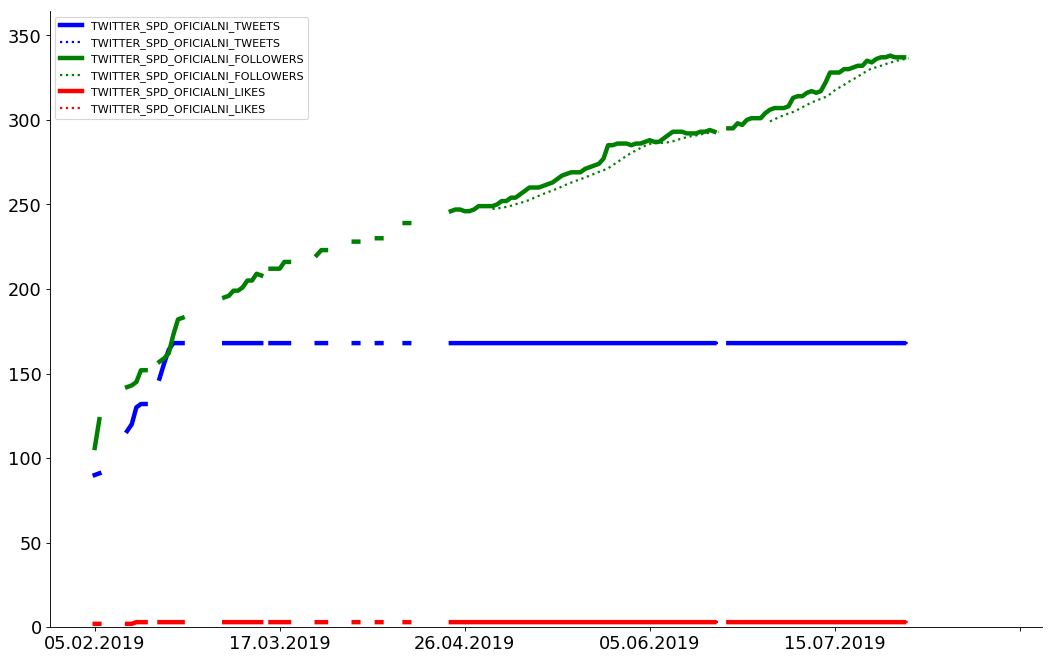 TWITTER_SPD_OFICIALNI_TWEETS
TWITTER_SPD_OFICIALNI_TWEETS
TWITTER_SPD_OFICIALNI_FOLLOWERS
TWITTER_SPD_OFICIALNI_FOLLOWERS
TWITTER_SPD_OFICIALNI_LIKES
TWITTER_SPD_OFICIALNI_LIKES
350
300
250
200
150
100
50
0
05.02.2019 17.03.2019 26.04.2019 05.06.2019 15.07.2019